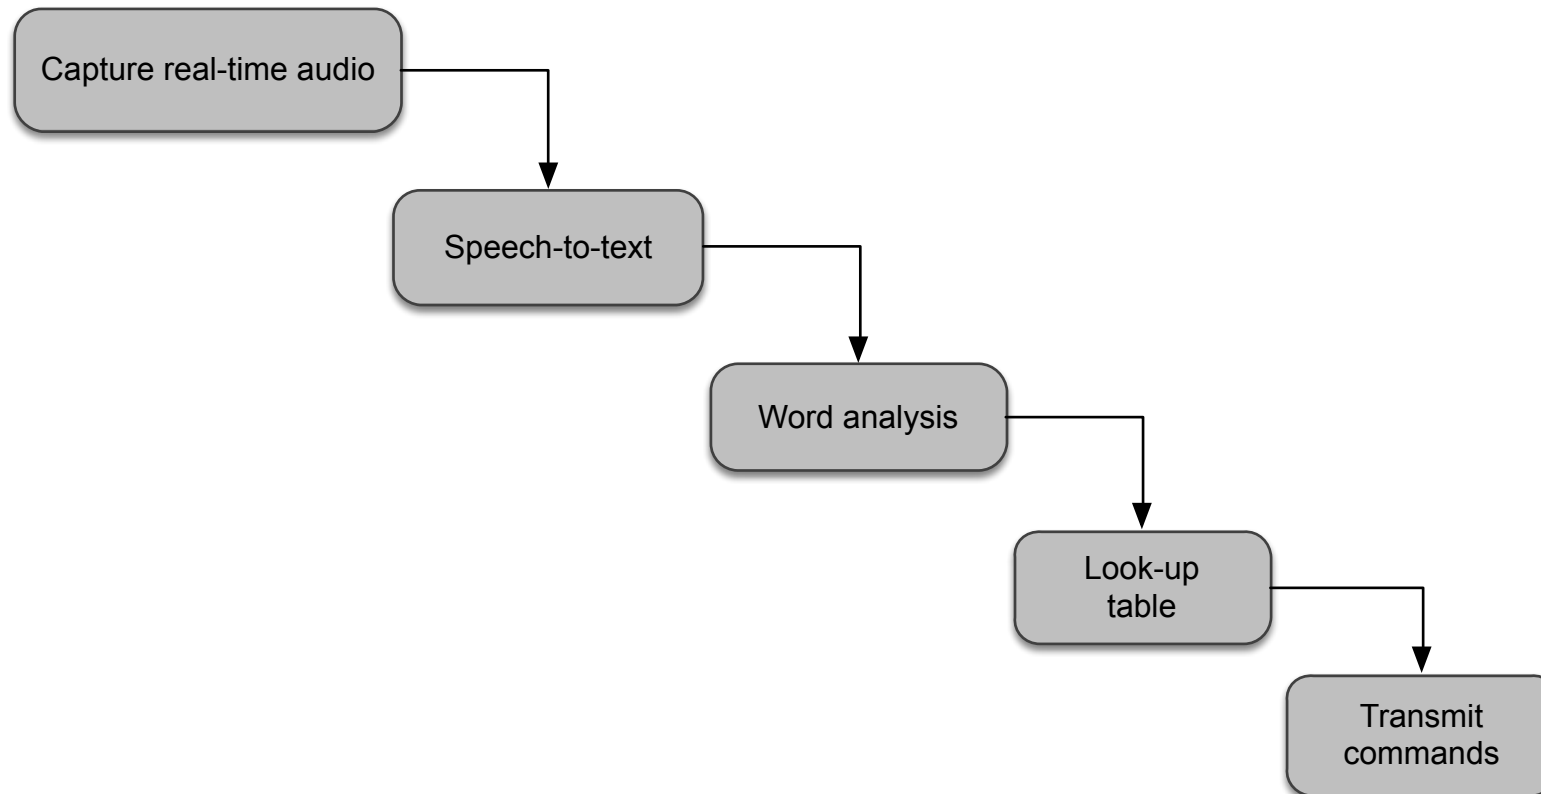 Capture real-time audio
Speech-to-text
Word analysis
Look-up
table
Transmit
commands